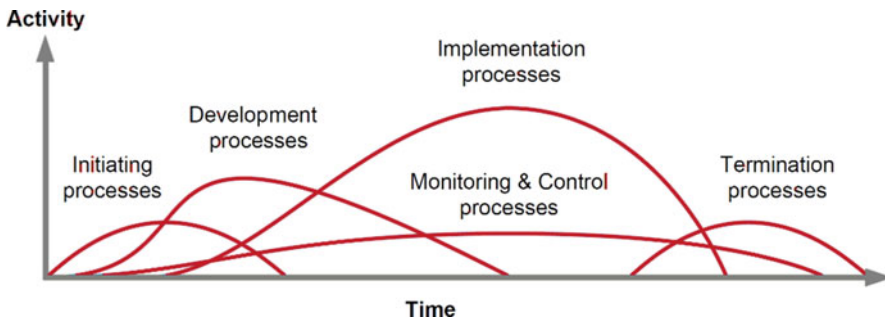 Activity
Implementation
processes
Development
processes
Initiating
processes
Monitoring & Control
processes
Termination
processes
Time